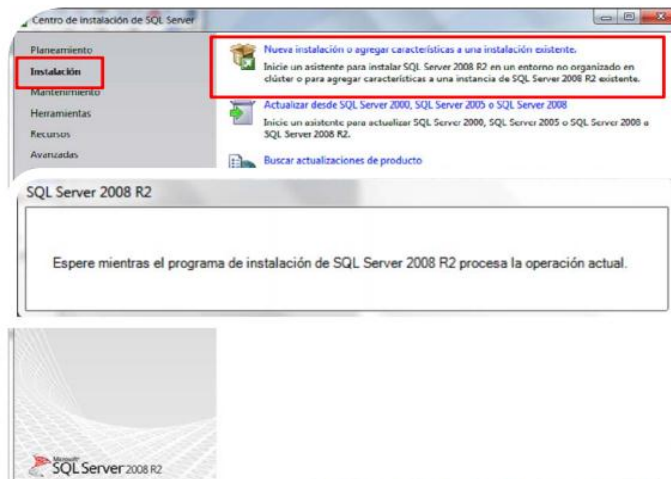 Centro de instalación de SQL Server
Planeamiento
Instalación
Mantenimiento
Herramientas
Recursos
Avanzadas
Nueva instalación o agregar características a una instalación existente.
Inicie un asistente para instalar SQL Server 2008 R2 en un entorno no organizado en
clúster o para agregar características a una instancia de SQL Server 2008 R2 existente.
Actualizar desde SQL Server 2000, SQL Server 2005 o SQL Server 2008
Inicie un asistente para actualizar SQL Server 2000, SQL Server 2005 o SQL Server 2008 a
SQL Server 2008 R2.
Buscar actualizaciones de producto
SQL Server 2008 R2
Espere mientras el programa de instalación de SQL Server 2008 R2 procesa la operación actual.
Microsoft
SQL Server 2008 R2